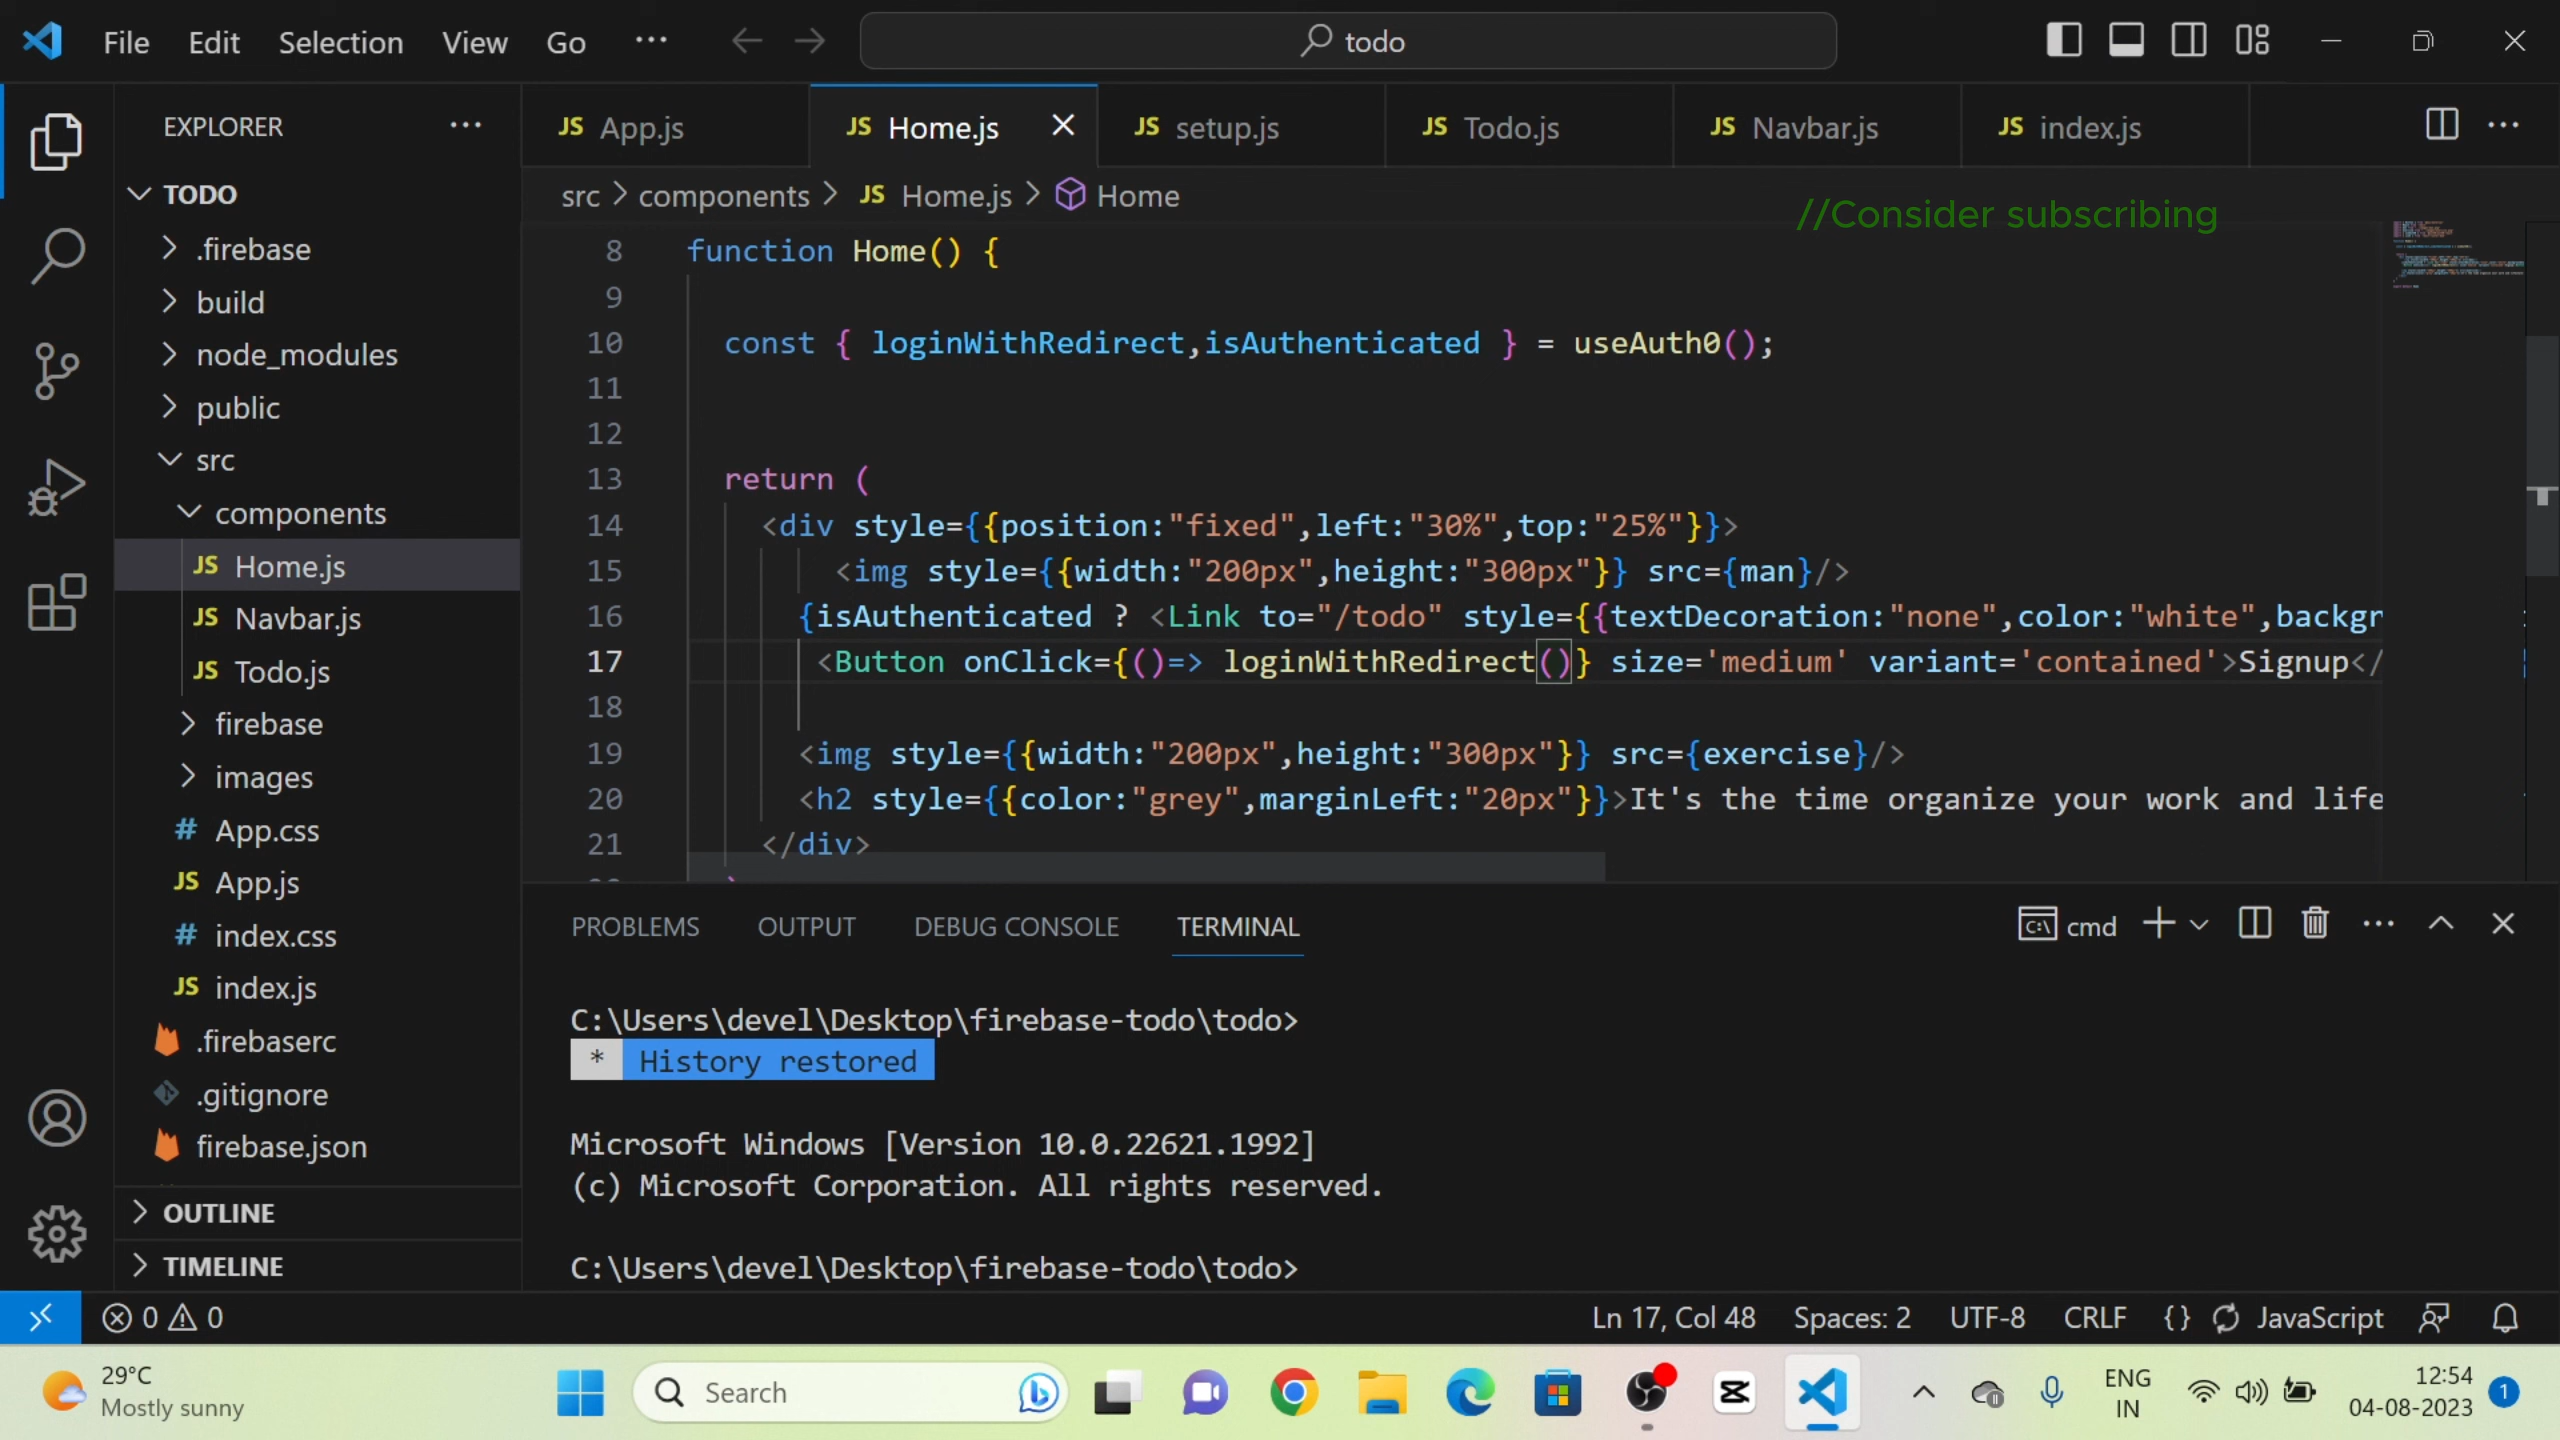 File Edit Selection View Go ··· todo
EXPLORER ···
App.js
Home.js
setup.js
Todo.js
Navbar.js
index.js
···
TODO
.firebase
build
node_modules
public
src
components
JS Home.js
JS Navbar.js
JS Todo.js
firebase
images
# App.css
JS App.js
# index.css
JS index.js
.firebaserc
.gitignore
firebase.json
OUTLINE
TIMELINE
src > components > JS Home.js > Home
//Consider subscribing
8 function Home() {
9
10 const { loginWithRedirect,isAuthenticated } = useAuth0();
11
12
13 return (
14 <div style={{position:"fixed",left:"30%",top:"25%"}}>
15 <img style={{width:"200px",height:"300px"}} src={man}/>
16 {isAuthenticated ? <Link to="/todo" style={{textDecoration:"none",color:"white",backgr
17 <Button onClick={()=> loginWithRedirect()} size='medium' variant='contained'>Signup</
18
19 <img style={{width:"200px",height:"300px"}} src={exercise}/>
20 <h2 style={{color:"grey",marginLeft:"20px"}}>It's the time organize your work and life
21 </div>
PROBLEMS OUTPUT DEBUG CONSOLE TERMINAL
cmd
C:\Users\devel\Desktop\firebase-todo\todo>
* History restored
Microsoft Windows [Version 10.0.22621.1992]
(c) Microsoft Corporation. All rights reserved.
C:\Users\devel\Desktop\firebase-todo\todo>
0 0
Ln 17, Col 48 Spaces: 2 UTF-8 CRLF {} JavaScript
29°C
Mostly sunny
Search
ENG
IN
12:54
04-08-2023
1